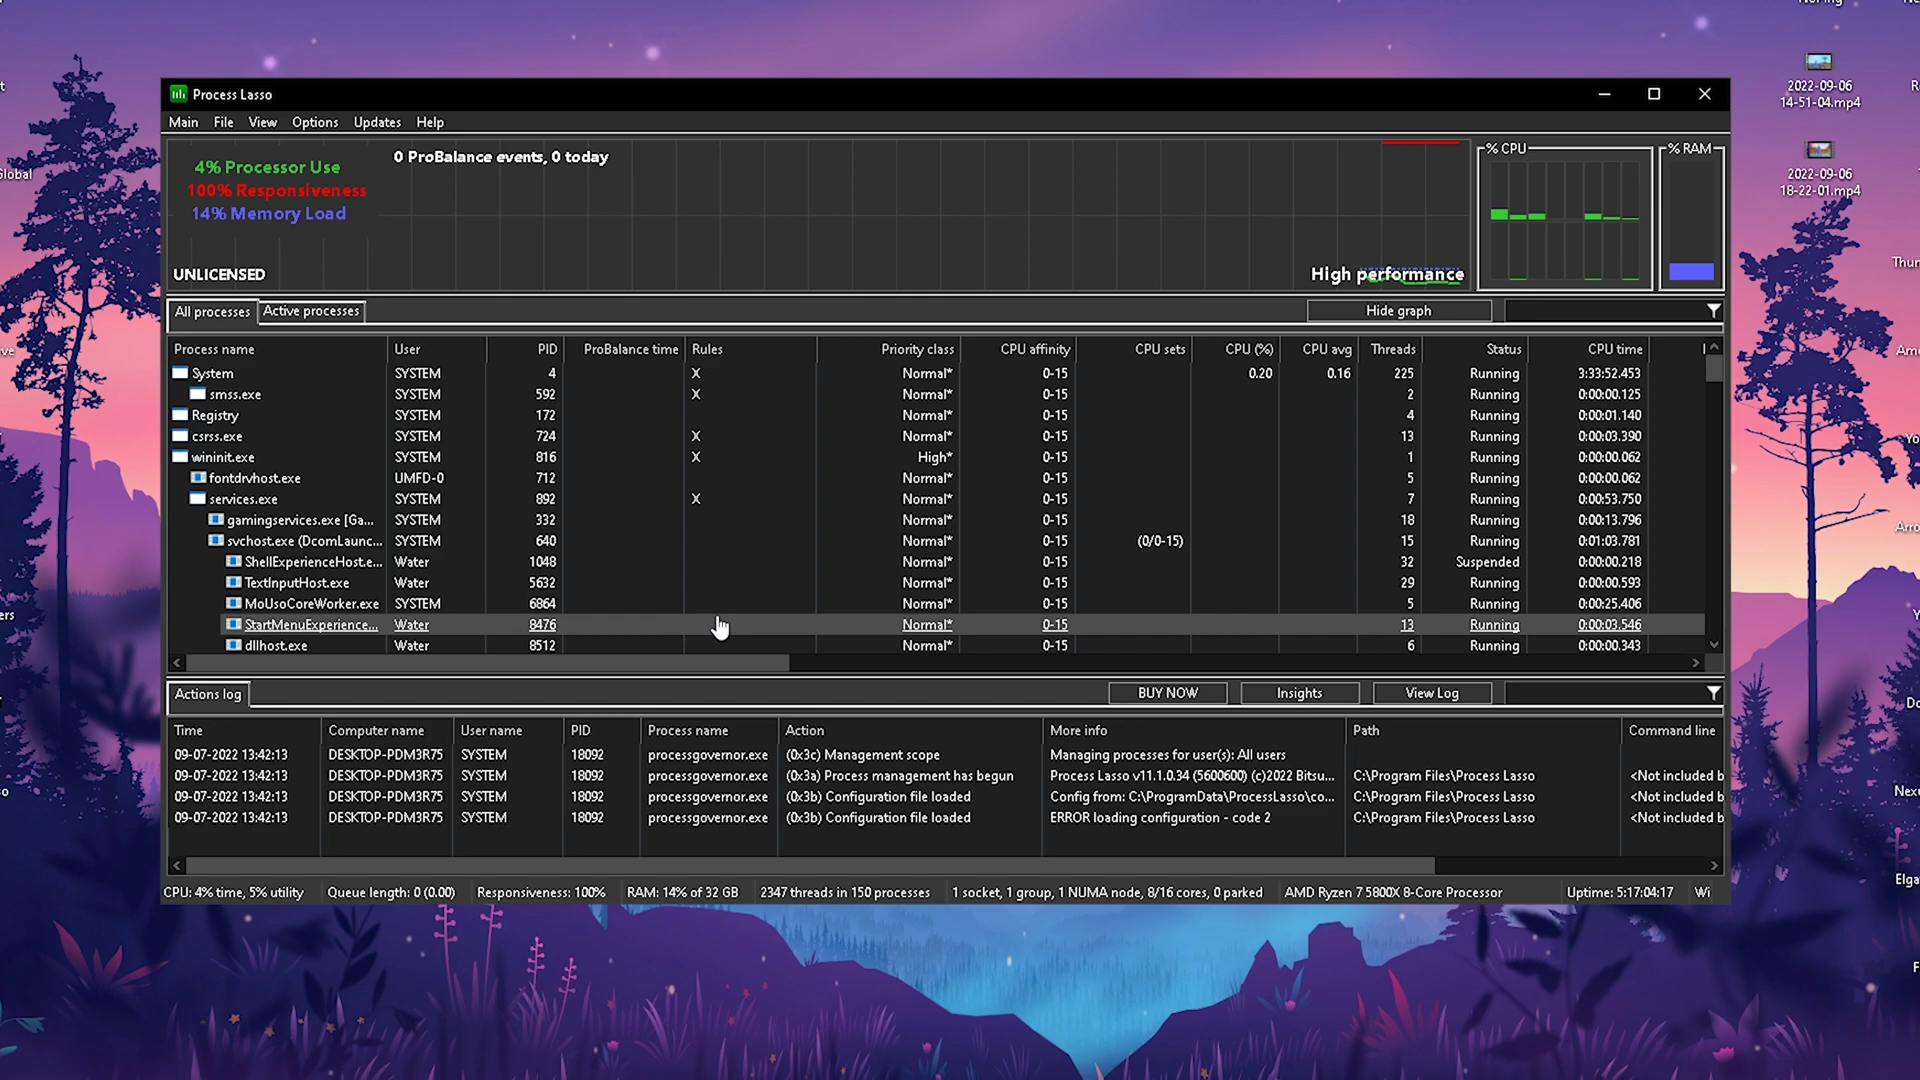 Process Lasso
Main File View Options Updates Help
4% Processor Use
100% Responsiveness
14% Memory Load
0 ProBalance events, 0 today
UNLICENSED
High performance
% CPU
% RAM
All processes Active processes Hide graph
Process name User PID ProBalance time Rules Priority class CPU affinity CPU sets CPU (%) CPU avg Threads Status CPU time
System SYSTEM 4 X Normal* 0-15 0.20 0.16 225 Running 3:33:52.453
smss.exe SYSTEM 592 X Normal* 0-15 2 Running 0:00:00.125
Registry SYSTEM 172 Normal* 0-15 4 Running 0:00:01.140
csrss.exe SYSTEM 724 X Normal* 0-15 13 Running 0:00:03.390
wininit.exe SYSTEM 816 X High* 0-15 1 Running 0:00:00.062
fontdrvhost.exe UMFD-0 712 Normal* 0-15 5 Running 0:00:00.062
services.exe SYSTEM 892 X Normal* 0-15 7 Running 0:00:53.750
gamingservices.exe [Ga... SYSTEM 332 Normal* 0-15 18 Running 0:00:13.796
svchost.exe (DcomLaunc... SYSTEM 640 Normal* 0-15 (0/0-15) 15 Running 0:01:03.781
ShellExperienceHost.e... Water 1048 Normal* 0-15 32 Suspended 0:00:00.218
TextInputHost.exe Water 5632 Normal* 0-15 29 Running 0:00:00.593
MoUsoCoreWorker.exe SYSTEM 6864 Normal* 0-15 5 Running 0:00:25.406
StartMenuExperience... Water 8476 Normal* 0-15 13 Running 0:00:03.546
dllhost.exe Water 8512 Normal* 0-15 6 Running 0:00:00.343
Actions log BUY NOW Insights View Log
Time Computer name User name PID Process name Action More info Path Command line
09-07-2022 13:42:13 DESKTOP-PDM3R75 SYSTEM 18092 processgovernor.exe (0x3c) Management scope Managing processes for user(s): All users
09-07-2022 13:42:13 DESKTOP-PDM3R75 SYSTEM 18092 processgovernor.exe (0x3a) Process management has begun Process Lasso v11.1.0.34 (5600600) (c)2022 Bitsu... C:\Program Files\Process Lasso <Not included b
09-07-2022 13:42:13 DESKTOP-PDM3R75 SYSTEM 18092 processgovernor.exe (0x3b) Configuration file loaded Config from: C:\ProgramData\ProcessLasso\co... C:\Program Files\Process Lasso <Not included b
09-07-2022 13:42:13 DESKTOP-PDM3R75 SYSTEM 18092 processgovernor.exe (0x3b) Configuration file loaded ERROR loading configuration - code 2 C:\Program Files\Process Lasso <Not included b
CPU: 4% time, 5% utility Queue length: 0 (0.00) Responsiveness: 100% RAM: 14% of 32 GB 2347 threads in 150 processes 1 socket, 1 group, 1 NUMA node, 8/16 cores, 0 parked AMD Ryzen 7 5800X 8-Core Processor Uptime: 5:17:04:17 Wi
2022-09-06
14-51-04.mp4
2022-09-06
18-22-01.mp4